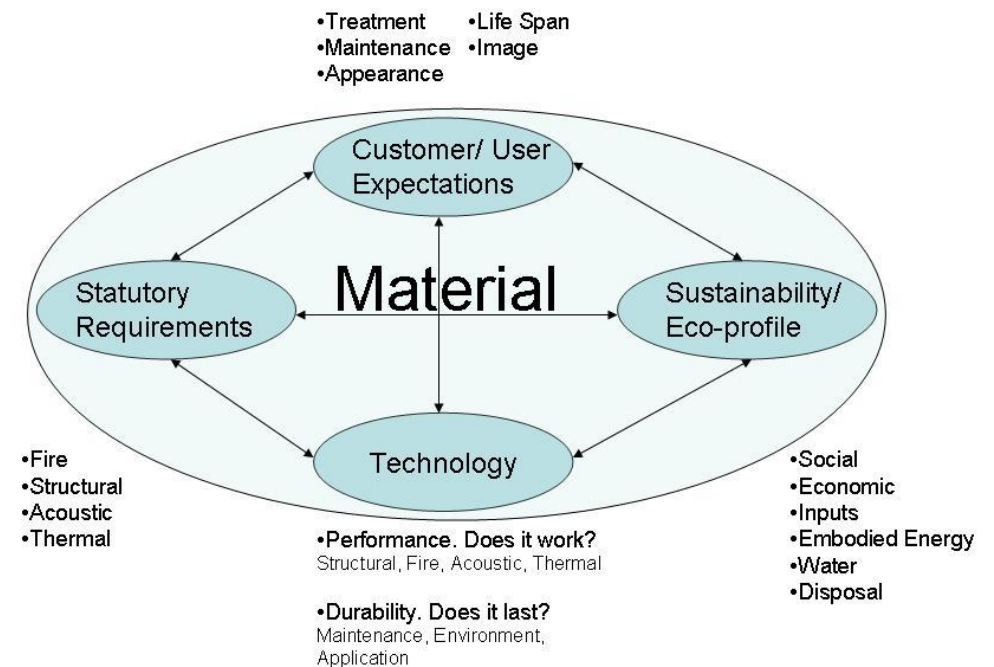 •Treatment •Life Span
•Maintenance •Image
•Appearance
Customer/ User
Expectations
Material
Statutory
Requirements
Sustainability/
Eco-profile
Technology
•Fire
•Structural
•Acoustic
•Thermal
•Performance. Does it work?
Structural, Fire, Acoustic, Thermal
•Durability. Does it last?
Maintenance, Environment,
Application
•Social
•Economic
•Inputs
•Embodied Energy
•Water
•Disposal